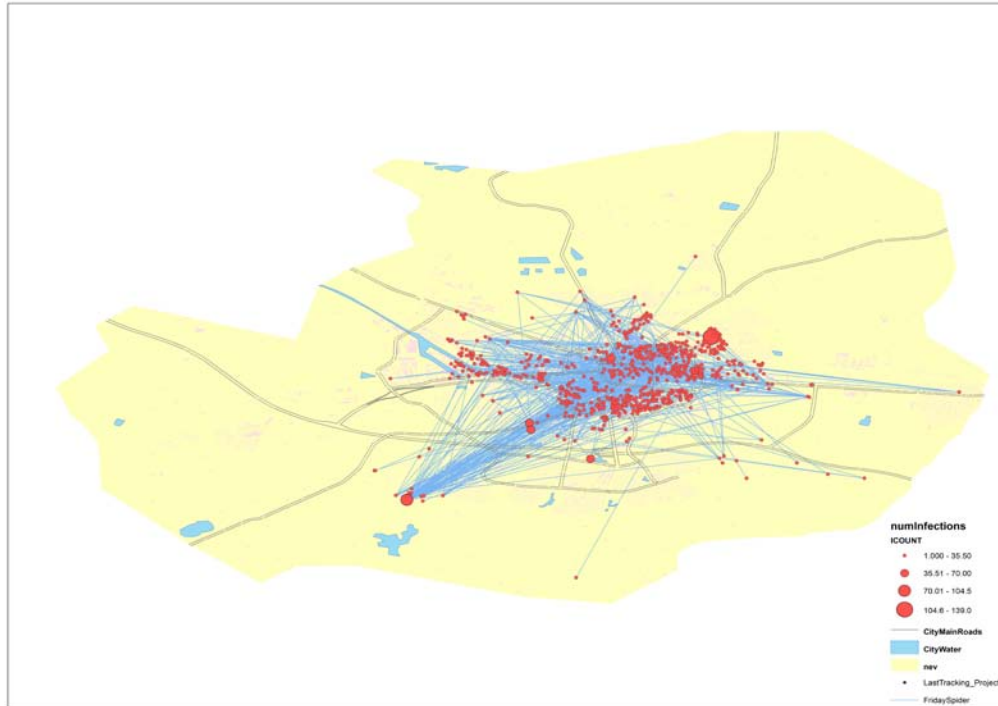 numInfections
ICOUNT
1.000 - 35.50
35.51 - 70.00
70.01 - 104.5
104.6 - 139.0
CityMainRoads
CityWater
nev
LastTracking_Project
FridaySpider